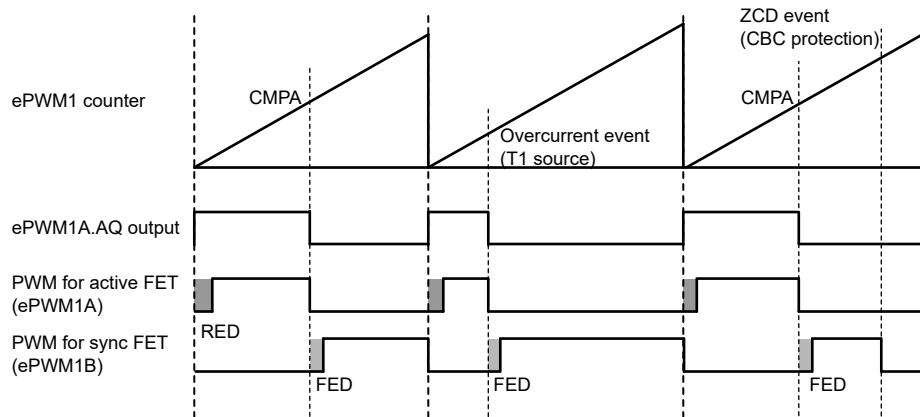 ZCD event
(CBC protection)
ePWM1 counter
CMPA
CMPA
Overcurrent event
(T1 source)
ePWM1A.AQ output
PWM for active FET
(ePWM1A)
RED
PWM for sync FET
(ePWM1B)
FED
FED
FED